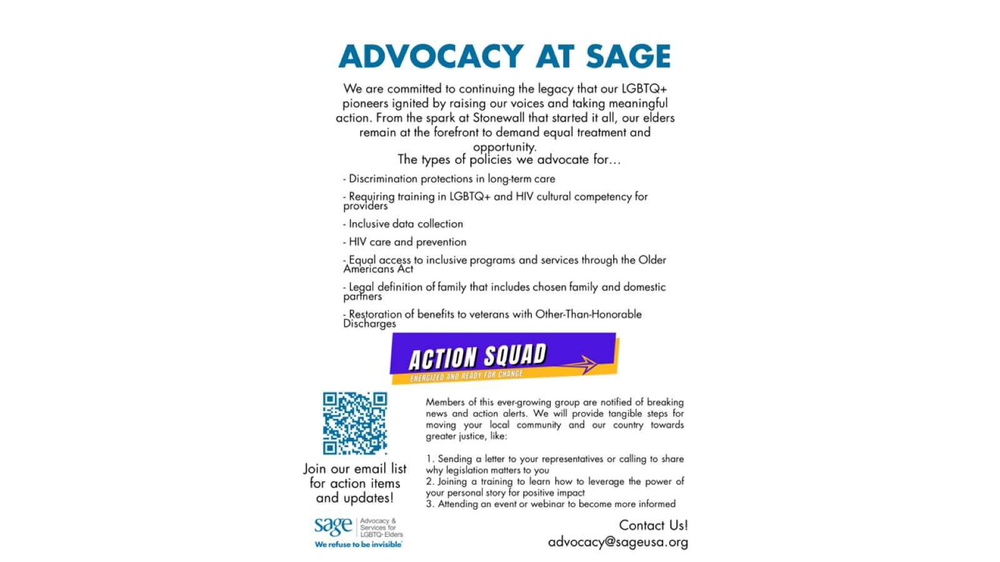 ADVOCACY AT SAGE
We are committed to continuing the legacy that our LGBTQ+
pioneers ignited by raising our voices and taking meaningful
action. From the spark at Stonewall that started it all, our elders
remain at the forefront to demand equal treatment and
opportunity.
The types of policies we advocate for...
- Discrimination protections in long-term care
- Requiring training in LGBTQ+ and HIV cultural competency for
providers
- Inclusive data collection
- HIV care and prevention
- Equal access to inclusive programs and services through the Older
Americans Act
- Legal definition of family that includes chosen family and domestic
partners
- Restoration of benefits to veterans with Other-Than-Honorable
Discharges
ACTION SQUAD
ENERGIZED AND READY FOR CHANGE
Members of this ever-growing group are notified of breaking
news and action alerts. We will provide tangible steps for
moving your local community and our country towards
greater justice, like:
1. Sending a letter to your representatives or calling to share
why legislation matters to you
2. Joining a training to learn how to leverage the power of
your personal story for positive impact
3. Attending an event or webinar to become more informed
Join our email list
for action items
and updates!
sage
Advocacy &
Services for
LGBTQ+ Elders
We refuse to be invisible
Contact Us!
advocacy@sageusa.org